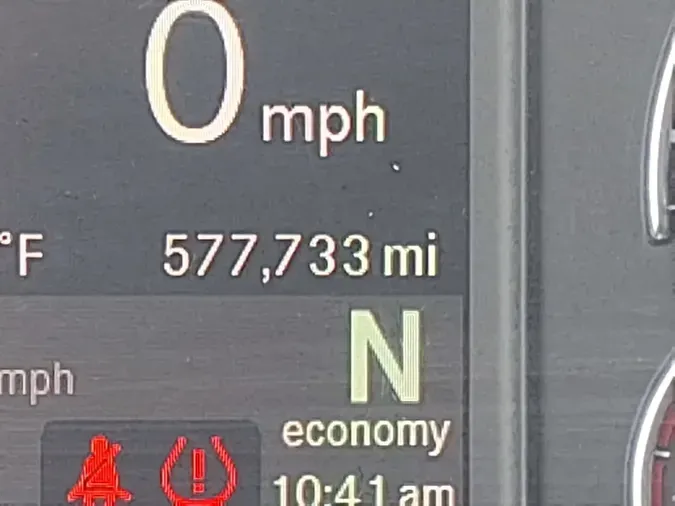 0 mph
°F 577,733 mi
N
mph
economy
10:41 am